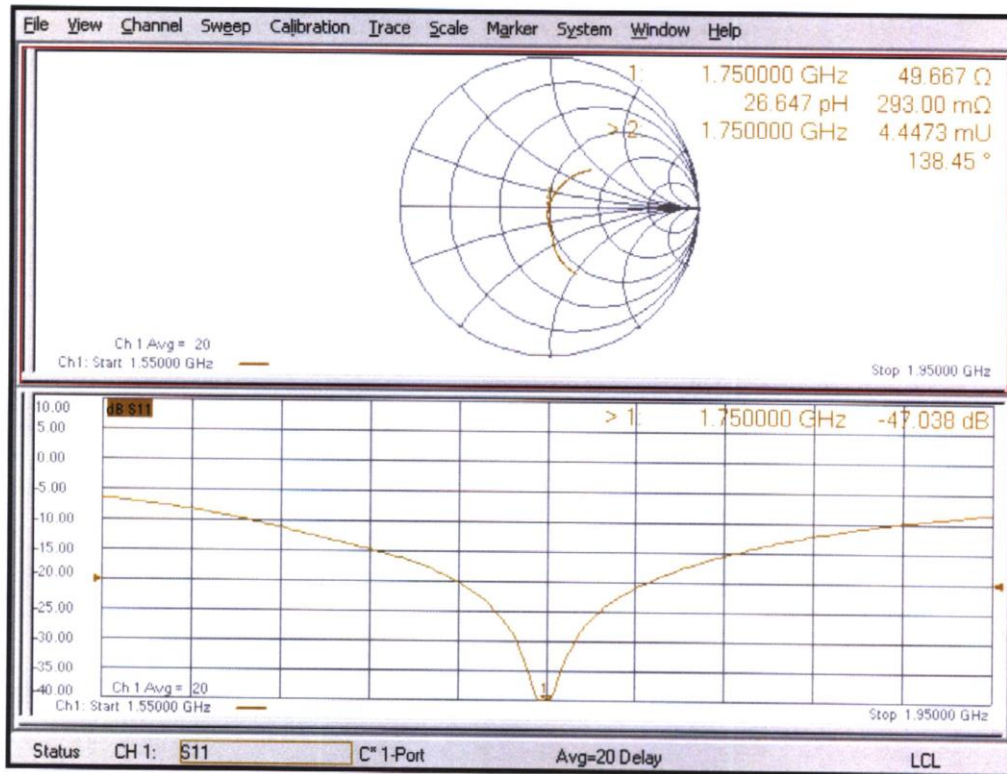 File View Channel Sweep Calibration Trace Scale Marker System Window Help
1: 1.750000 GHz 49.667 Ω
26.647 pH 293.00 mΩ
> 2: 1.750000 GHz 4.4473 mU
138.45 °
Ch 1 Avg = 20
Ch1: Start 1.55000 GHz
Stop 1.95000 GHz
10.00
dB S11
> 1: 1.750000 GHz -47.038 dB
5.00
0.00
-5.00
-10.00
-15.00
-20.00
-25.00
-30.00
-35.00
-40.00
1
Ch 1 Avg = 20
Ch1: Start 1.55000 GHz
Stop 1.95000 GHz
Status CH 1: S11 C* 1-Port Avg=20 Delay LCL